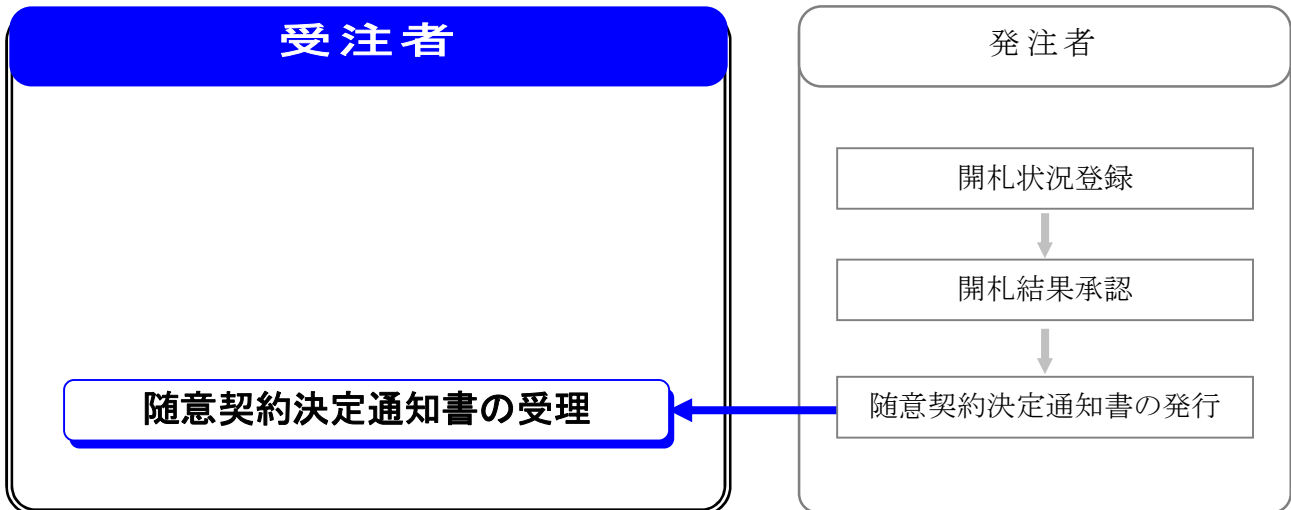 受注者
発注者
開札状況登録
開札結果承認
随意契約決定通知書の受理
随意契約決定通知書の発行